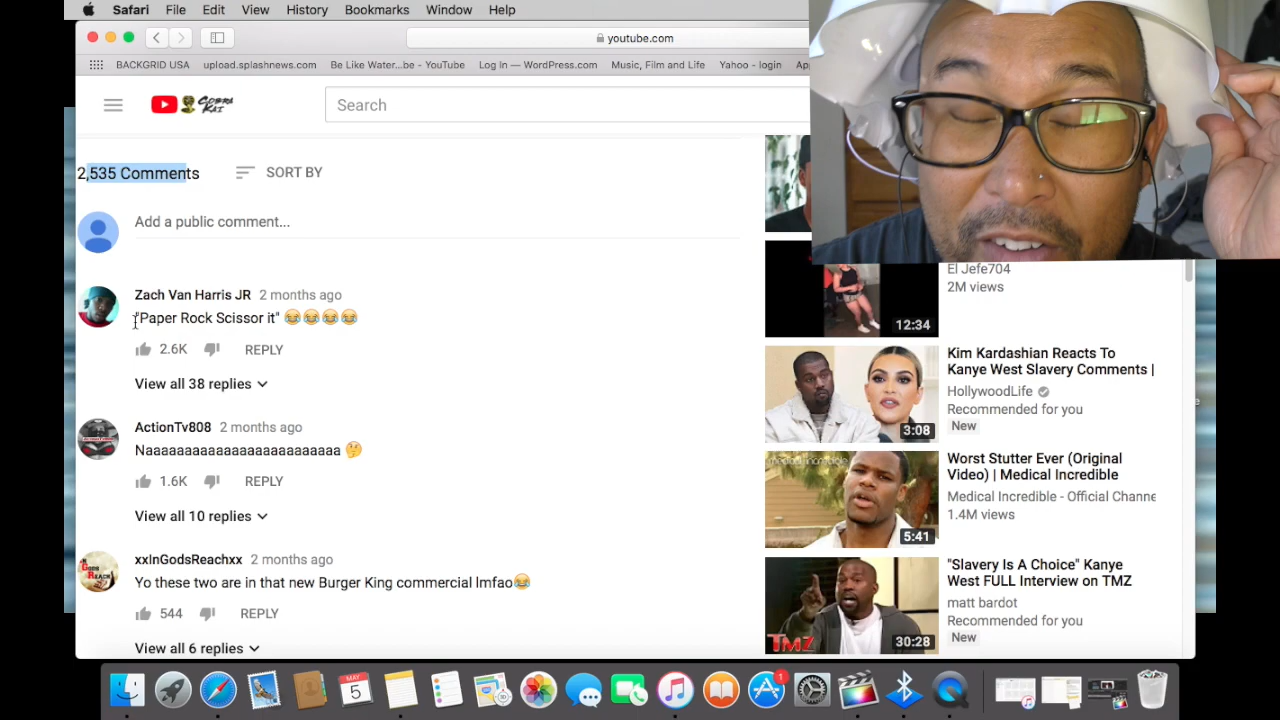 Safari File Edit View History Bookmarks Window Help
youtube.com
BACKGRID USA upload.splashnews.com Be Like Water...be - YouTube Log In — WordPress.com Music, Film and Life Yahoo - login
COBRA KAI
Search
2,535 Comments SORT BY
Add a public comment...
Zach Van Harris JR 2 months ago
"Paper Rock Scissor it" 😂😂😂😂
2.6K REPLY
View all 38 replies
ActionTv808 2 months ago
Naaaaaaaaaaaaaaaaaaaaaaaaa 🤔
1.6K REPLY
View all 10 replies
xxInGodsReachxx 2 months ago
Yo these two are in that new Burger King commercial lmfao😂
544 REPLY
View all 6 replies
El Jefe704
2M views
12:34
Kim Kardashian Reacts To
Kanye West Slavery Comments |
HollywoodLife
Recommended for you
New
3:08
Worst Stutter Ever (Original
Video) | Medical Incredible
Medical Incredible - Official Channe
1.4M views
5:41
"Slavery Is A Choice" Kanye
West FULL Interview on TMZ
matt bardot
Recommended for you
New
TMZ
30:28
MAY
5
1